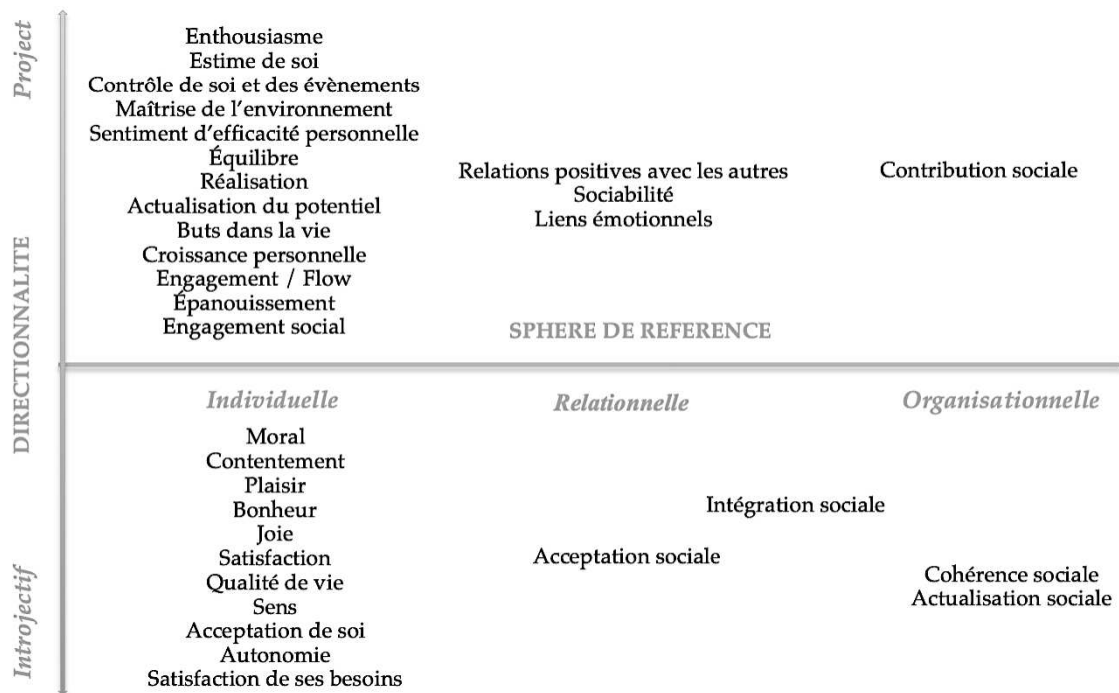 Project
Enthousiasme
Estime de soi
Contrôle de soi et des évènements
Maîtrise de l'environnement
Sentiment d'efficacité personnelle
Équilibre
Réalisation
Actualisation du potentiel
Buts dans la vie
Croissance personnelle
Engagement / Flow
Épanouissement
Engagement social
Relations positives avec les autres
Sociabilité
Liens émotionnels
Contribution sociale
DIRECTIONNALITE
SPHERE DE REFERENCE
Individuelle
Relationnelle
Organisationnelle
Moral
Contentement
Plaisir
Bonheur
Joie
Satisfaction
Qualité de vie
Sens
Acceptation de soi
Autonomie
Satisfaction de ses besoins
Intégration sociale
Acceptation sociale
Cohérence sociale
Actualisation sociale
Introjectif